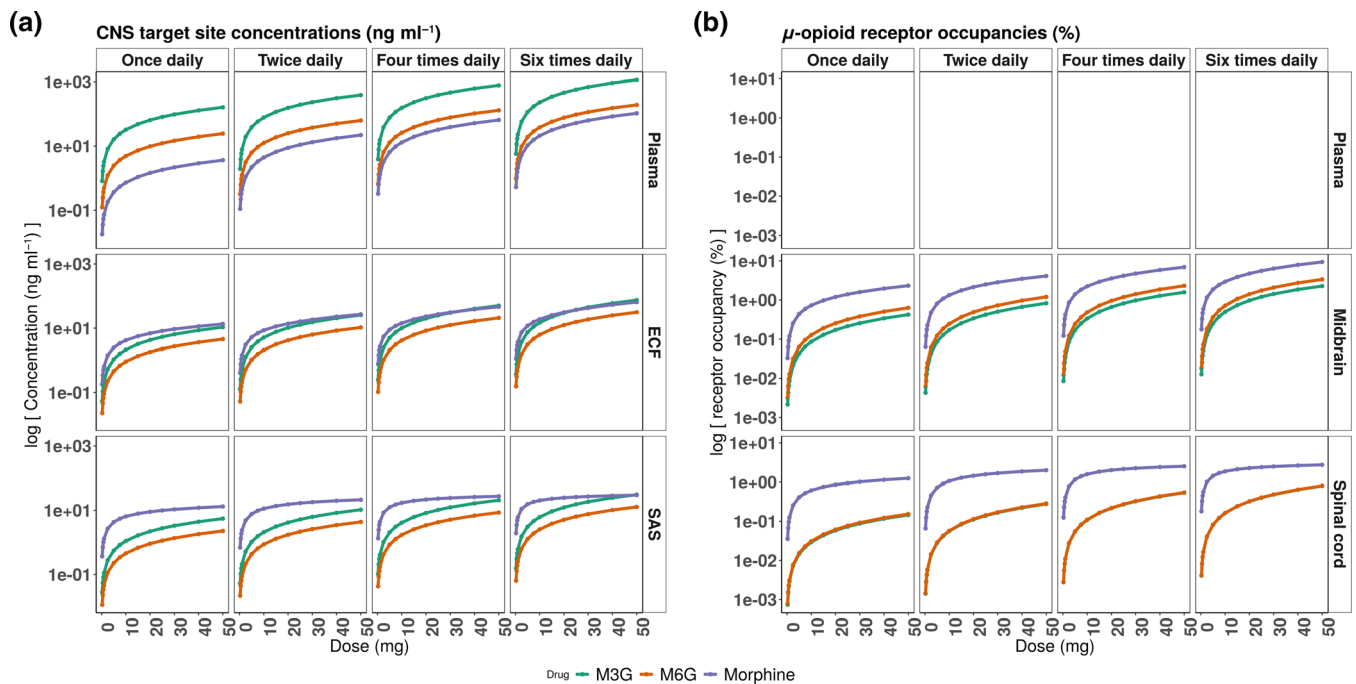 (a)
CNS target site concentrations (ng ml⁻¹)
Once daily
Twice daily
Four times daily
Six times daily
log [ Concentration (ng ml⁻¹) ]
1e+03
1e+01
1e-01
Plasma
1e+03
1e+01
1e-01
ECF
1e+03
1e+01
1e-01
SAS
0 10 20 30 40 50
0 10 20 30 40 50
0 10 20 30 40 50
0 10 20 30 40 50
Dose (mg)
(b)
µ-opioid receptor occupancies (%)
Once daily
Twice daily
Four times daily
Six times daily
log [ receptor occupancy (%) ]
1e+01
1e+00
1e-01
1e-02
1e-03
Plasma
1e+01
1e+00
1e-01
1e-02
1e-03
Midbrain
1e+01
1e+00
1e-01
1e-02
1e-03
Spinal cord
0 10 20 30 40 50
0 10 20 30 40 50
0 10 20 30 40 50
0 10 20 30 40 50
Dose (mg)
Drug M3G M6G Morphine